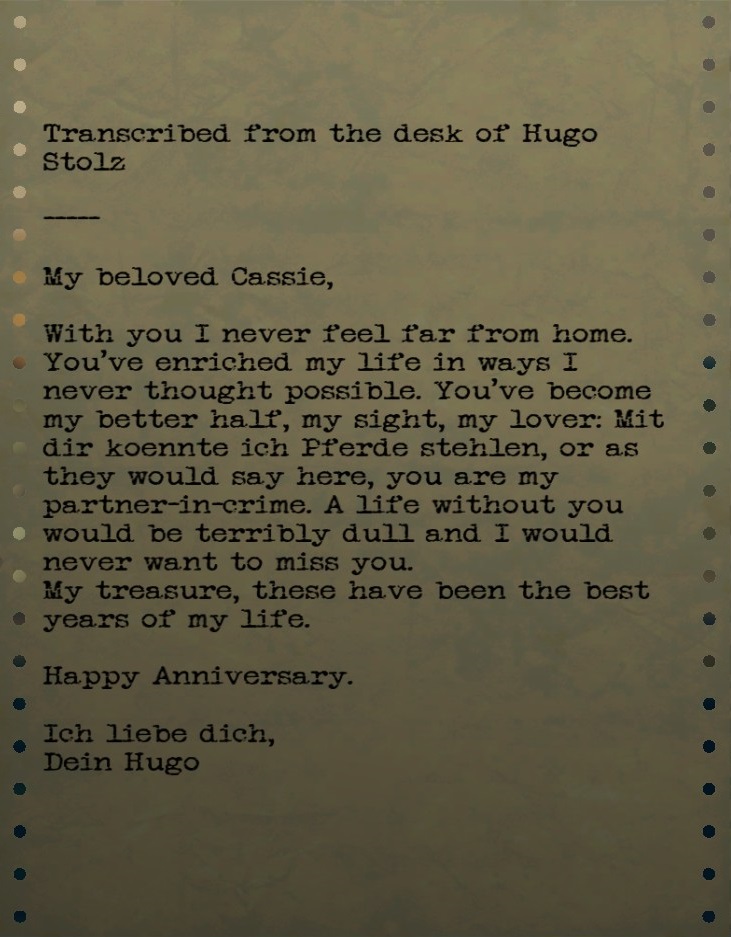 Transcribed from the desk of Hugo
Stolz
-----
My beloved Cassie,
With you I never feel far from home.
You've enriched my life in ways I
never thought possible. You've become
my better half, my sight, my lover: Mit
dir koennte ich Pferde stehlen, or as
they would say here, you are my
partner-in-crime. A life without you
would be terribly dull and I would
never want to miss you.
My treasure, these have been the best
years of my life.
Happy Anniversary.
Ich liebe dich,
Dein Hugo